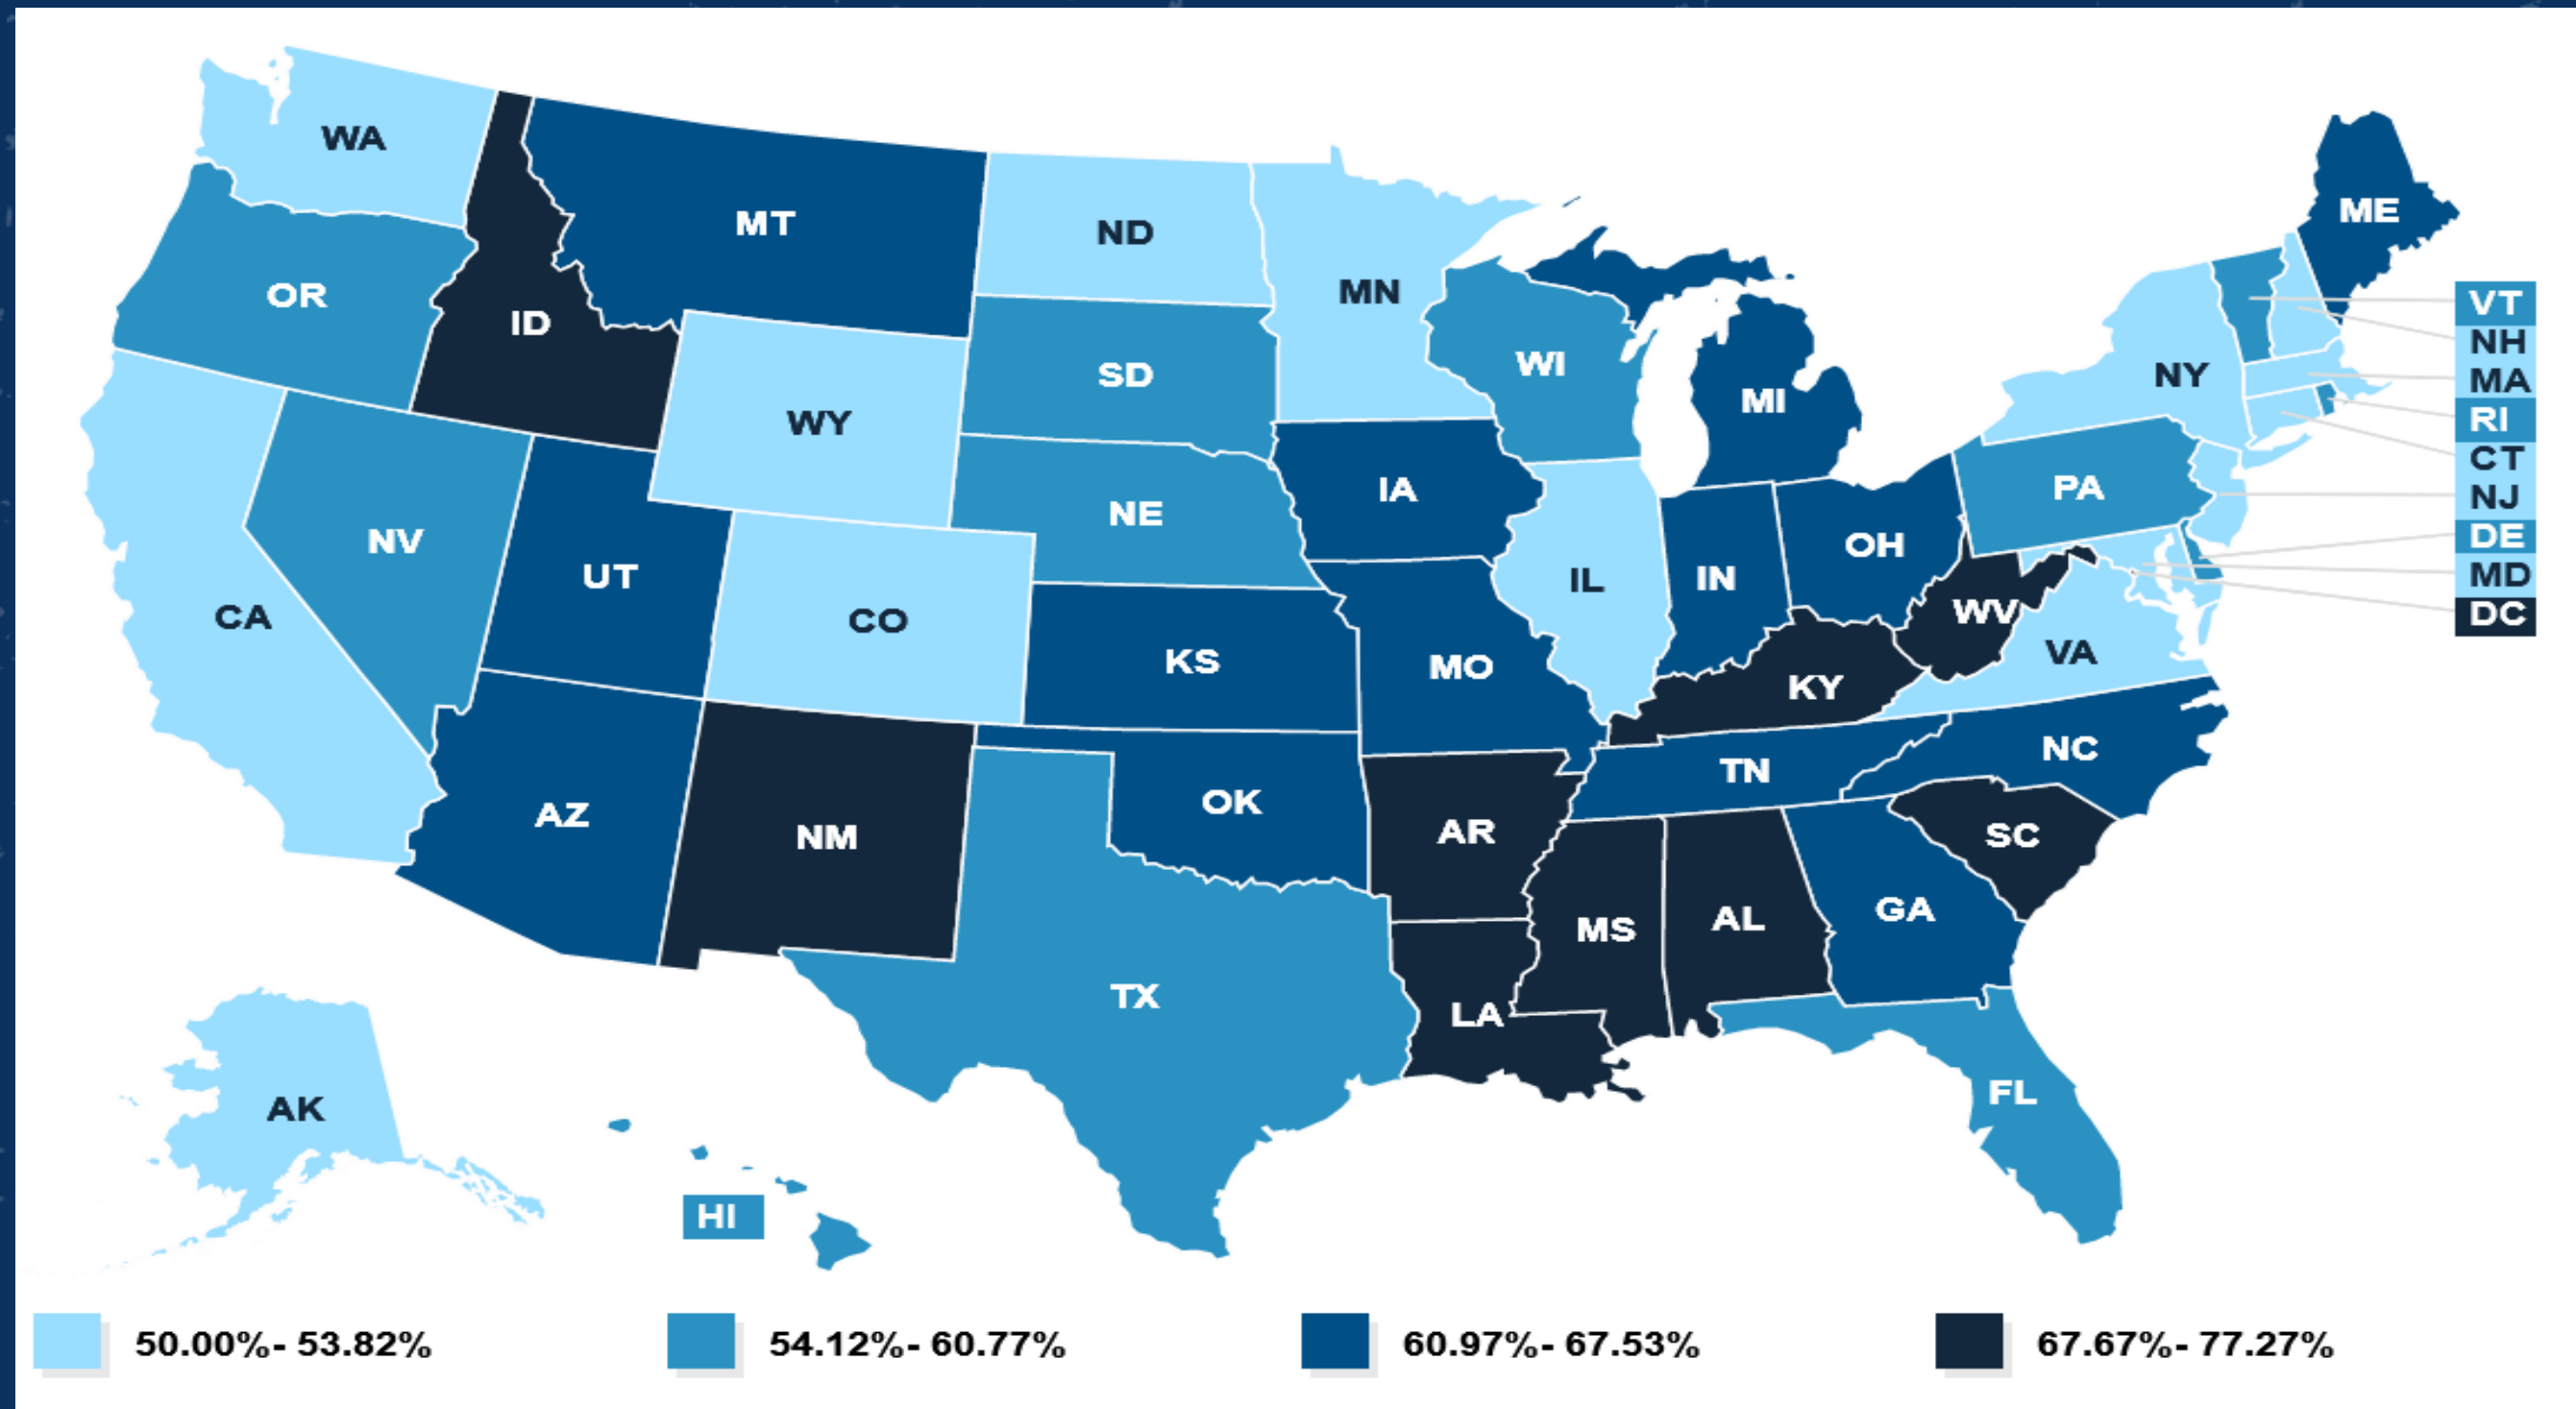 WA
MT
ME
ND
OR
MN
ID
VT
NH
WI
SD
NY
MA
MI
RI
WY
CT
IA
PA
NJ
NE
NV
OH
DE
UT
IN
IL
MD
CA
CO
WV
DC
KS
MO
VA
KY
NC
TN
AZ
OK
NM
AR
SC
GA
MS
AL
TX
LA
FL
AK
HI
50.00%- 53.82%
54.12%- 60.77%
60.97%- 67.53%
67.67%- 77.27%